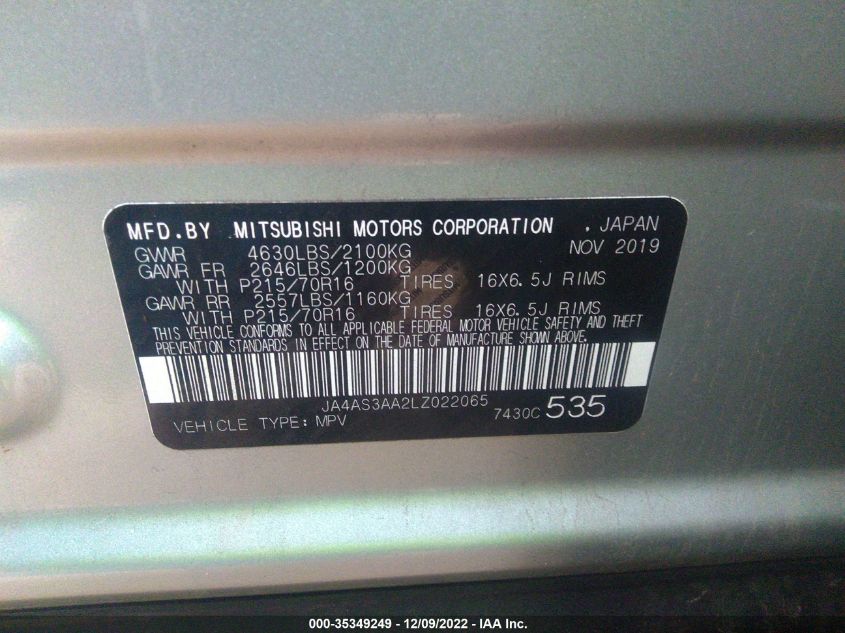 MFD.BY MITSUBISHI MOTORS CORPORATION . JAPAN
GVWR 4630LBS/2100KG NOV 2019
GAWR FR 2646LBS/1200KG
WITH P215/70R16 TIRES 16X6.5J RIMS
GAWR RR 2557LBS/1160KG
WITH P215/70R16 TIRES 16X6.5J RIMS
THIS VEHICLE CONFORMS TO ALL APPLICABLE FEDERAL MOTOR VEHICLE SAFETY AND THEFT
PREVENTION STANDARDS IN EFFECT ON THE DATE OF MANUFACTURE SHOWN ABOVE.
JA4AS3AA2LZ022065
VEHICLE TYPE: MPV 7430C 535
000-35349249 - 12/09/2022 - IAA Inc.